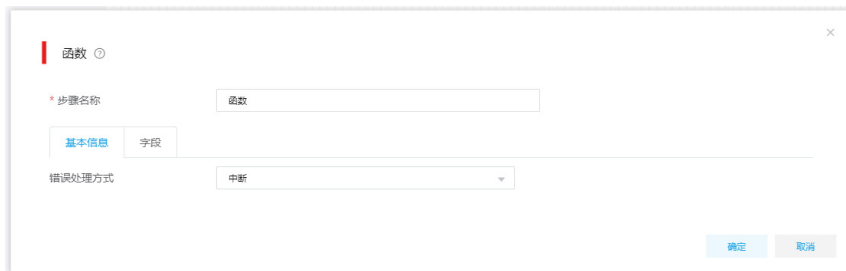 函数 ?
* 步骤名称 函数
基本信息 字段
错误处理方式 中断
确定 取消